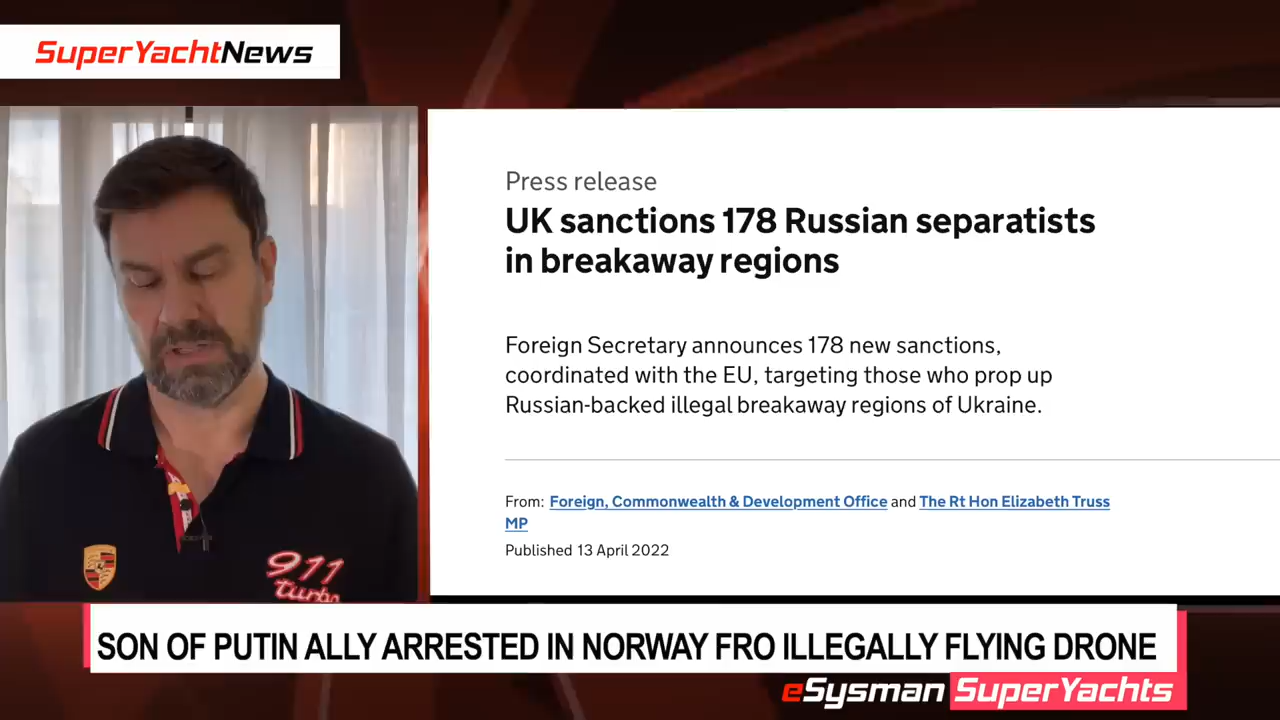 SuperYachtNews
Press release
UK sanctions 178 Russian separatists
in breakaway regions
Foreign Secretary announces 178 new sanctions,
coordinated with the EU, targeting those who prop up
Russian-backed illegal breakaway regions of Ukraine.
From: Foreign, Commonwealth & Development Office and The Rt Hon Elizabeth Truss
MP
Published 13 April 2022
911
turbo
SON OF PUTIN ALLY ARRESTED IN NORWAY FRO ILLEGALLY FLYING DRONE
eSysman SuperYachts